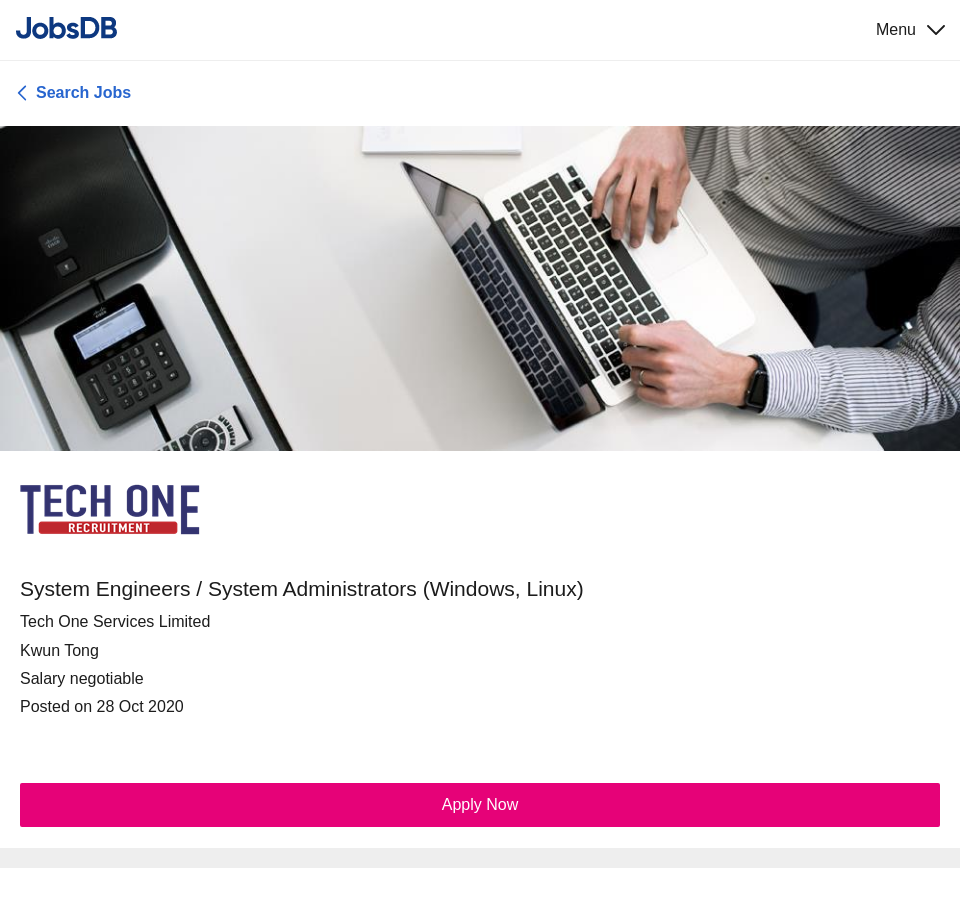 JobsDB
Menu
Search Jobs
TECH ONE
RECRUITMENT
System Engineers / System Administrators (Windows, Linux)
Tech One Services Limited
Kwun Tong
Salary negotiable
Posted on 28 Oct 2020
Apply Now